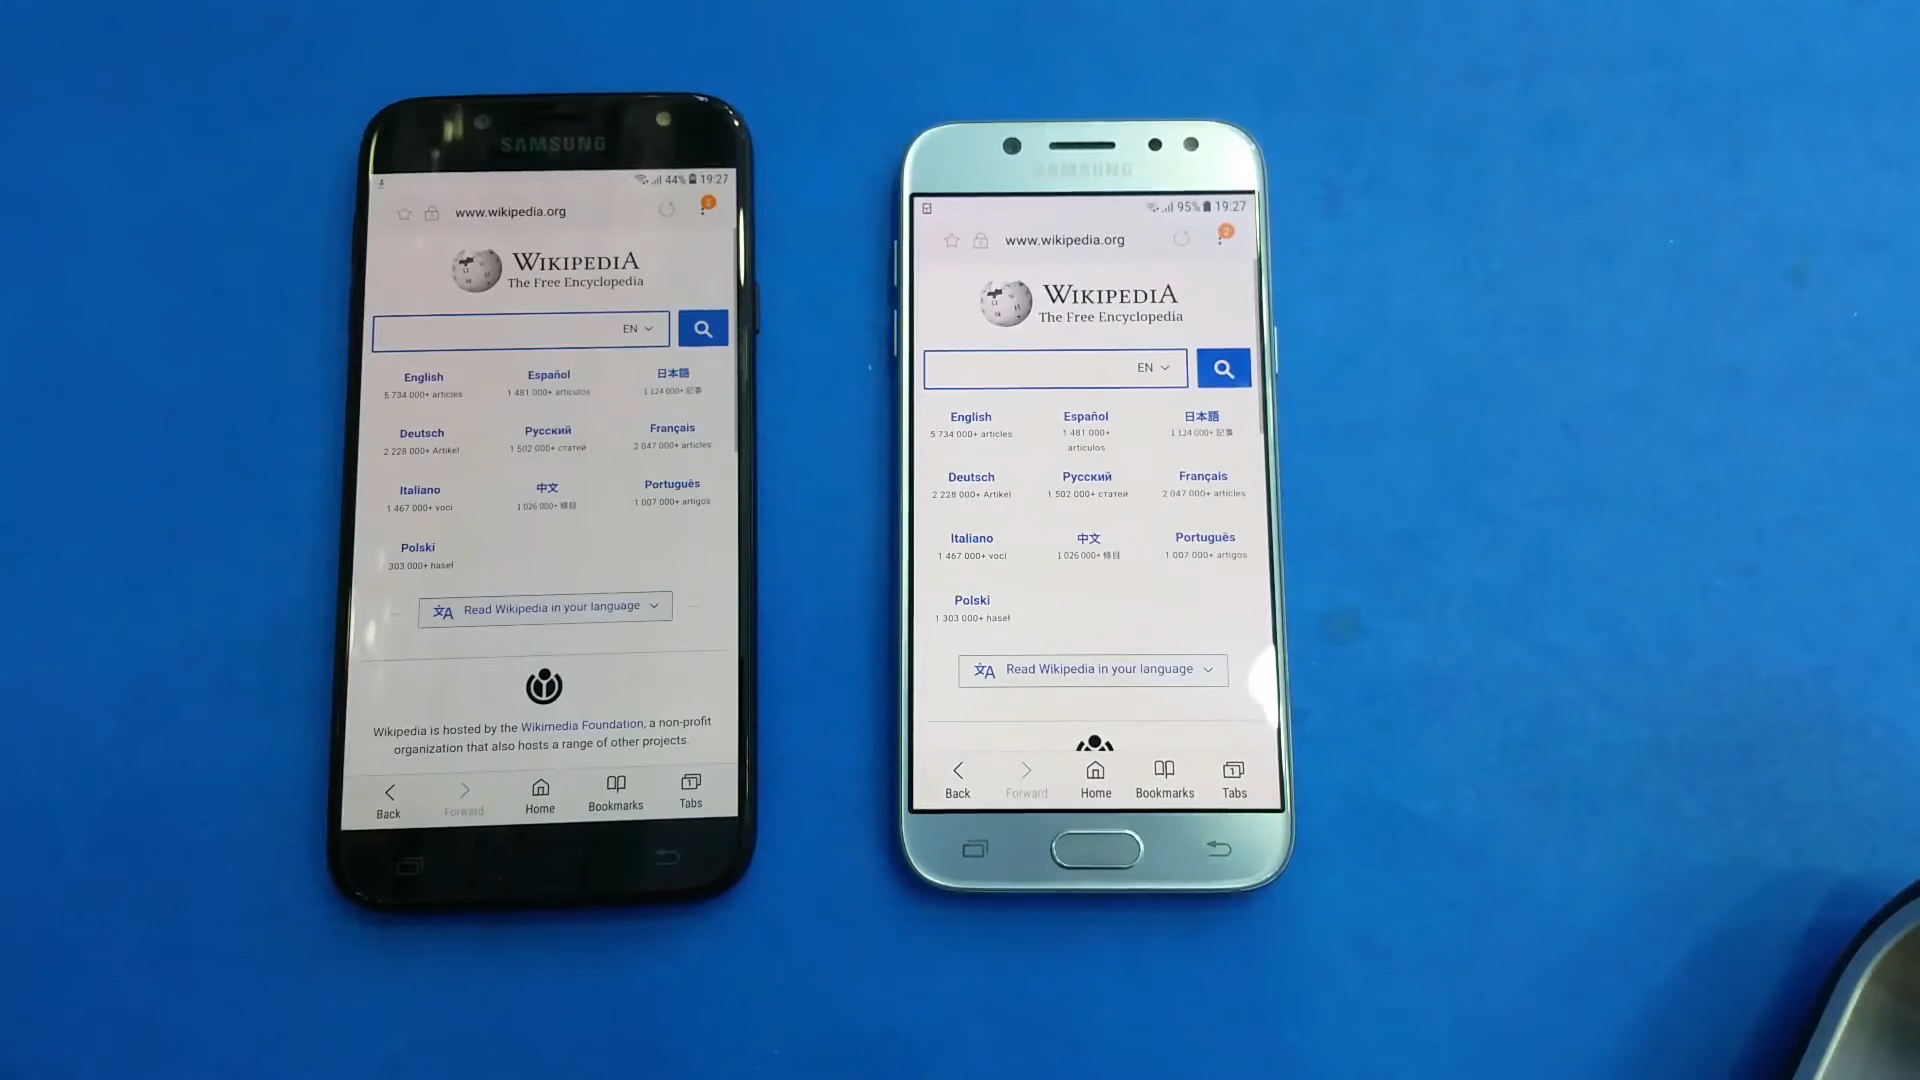 SAMSUNG
44% 19:27
www.wikipedia.org
2
WIKIPEDIA
The Free Encyclopedia
EN
English
5 734 000+ articles
Español
1 481 000+ artículos
日本語
1 124 000+ 記事
Deutsch
2 228 000+ Artikel
Русский
1 502 000+ статей
Français
2 047 000+ articles
Italiano
1 467 000+ voci
中文
1 026 000+ 條目
Português
1 007 000+ artigos
Polski
303 000+ haseł
Read Wikipedia in your language
Wikipedia is hosted by the Wikimedia Foundation, a non-profit
organization that also hosts a range of other projects.
Back
Forward
Home
Bookmarks
1
Tabs
SAMSUNG
95% 19:27
www.wikipedia.org
2
WIKIPEDIA
The Free Encyclopedia
EN
English
5 734 000+ articles
Español
1 481 000+
artículos
日本語
1 124 000+ 記事
Deutsch
2 228 000+ Artikel
Русский
1 502 000+ статей
Français
2 047 000+ articles
Italiano
1 467 000+ voci
中文
1 026 000+ 條目
Português
1 007 000+ artigos
Polski
1 303 000+ haseł
Read Wikipedia in your language
Back
Forward
Home
Bookmarks
1
Tabs